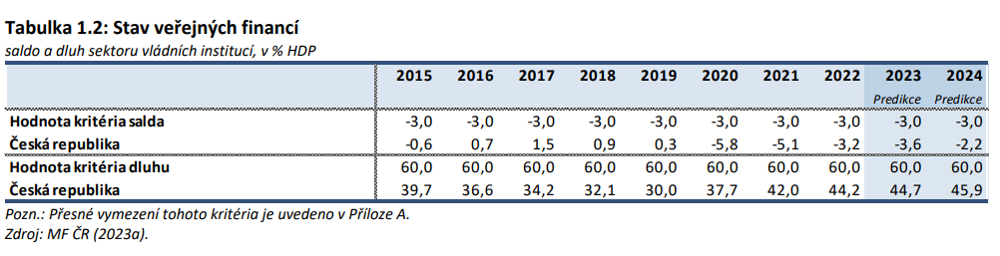 Tabulka 1.2: Stav veřejných financí
saldo a dluh sektoru vládních institucí, v % HDP
2015 2016 2017 2018 2019 2020 2021 2022 2023 2024
Predikce Predikce
Hodnota kritéria salda -3,0 -3,0 -3,0 -3,0 -3,0 -3,0 -3,0 -3,0 -3,0 -3,0
Česká republika -0,6 0,7 1,5 0,9 0,3 -5,8 -5,1 -3,2 -3,6 -2,2
Hodnota kritéria dluhu 60,0 60,0 60,0 60,0 60,0 60,0 60,0 60,0 60,0 60,0
Česká republika 39,7 36,6 34,2 32,1 30,0 37,7 42,0 44,2 44,7 45,9
Pozn.: Přesné vymezení tohoto kritéria je uvedeno v Příloze A.
Zdroj: MF ČR (2023a).